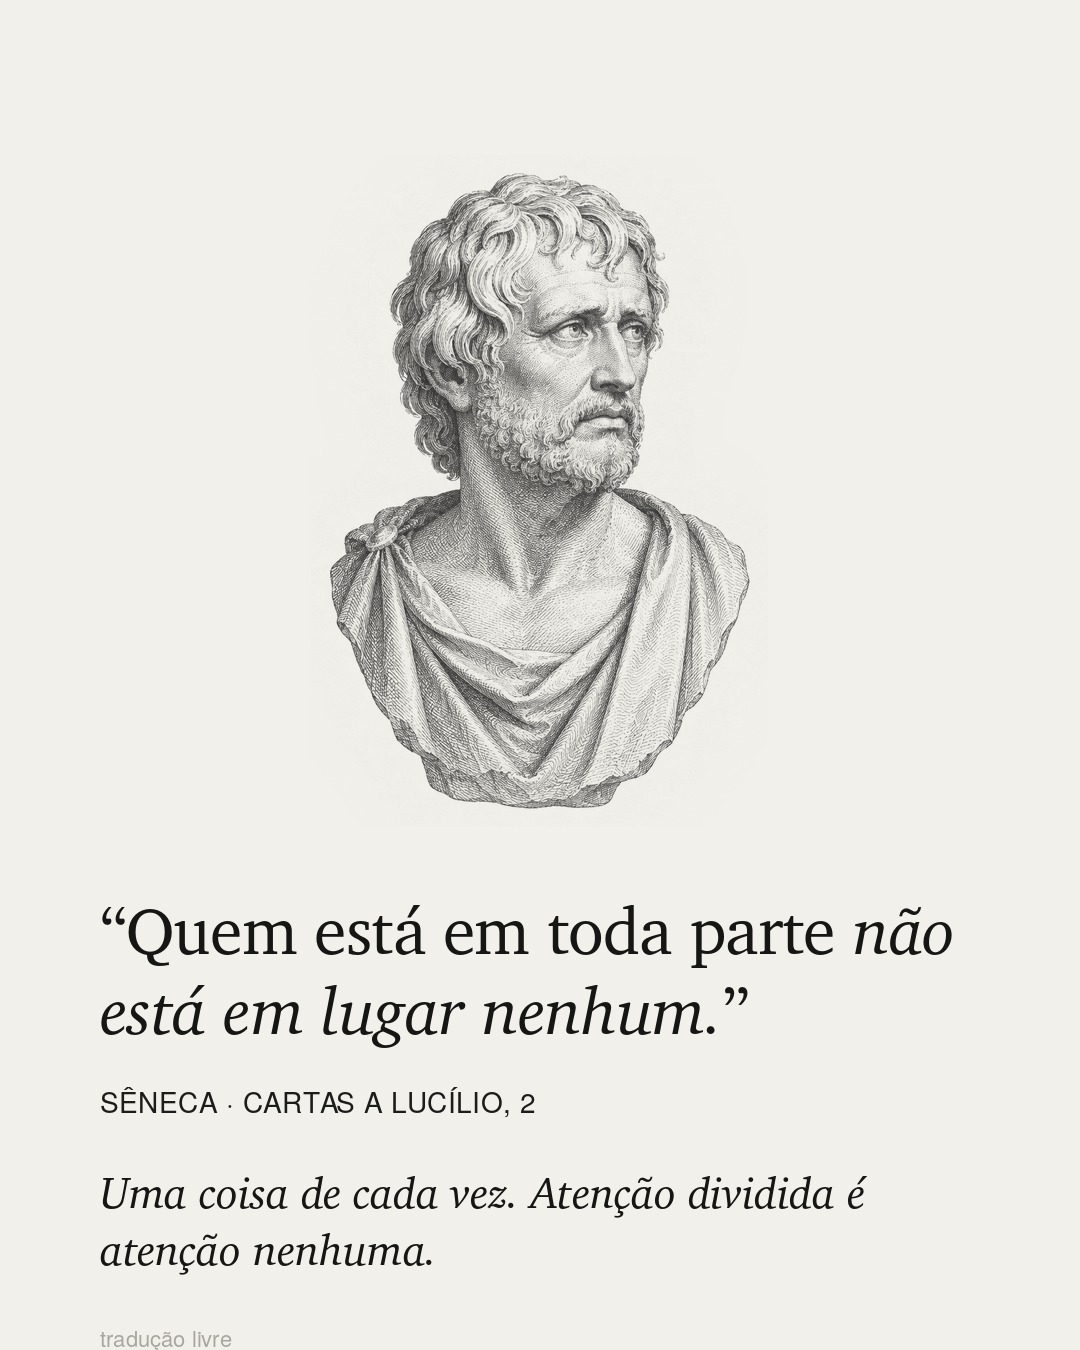 “Quem está em toda parte não
está em lugar nenhum.”
SÊNECA · CARTAS A LUCÍLIO, 2
Uma coisa de cada vez. Atenção dividida é
atenção nenhuma.
tradução livre